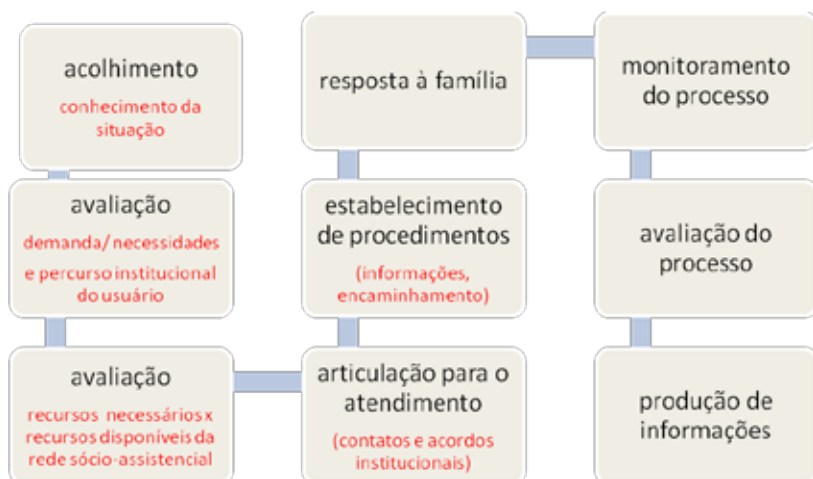 acolhimento
conhecimento da
situação
avaliação
demanda/ necessidades
e percurso institucional
do usuário
avaliação
recursos necessários x
recursos disponíveis da
rede sócio-assistencial
articulação para o
atendimento
(contatos e acordos
institucionais)
estabelecimento
de procedimentos
(informações,
encaminhamento)
resposta à família
monitoramento
do processo
avaliação do
processo
produção de
informações